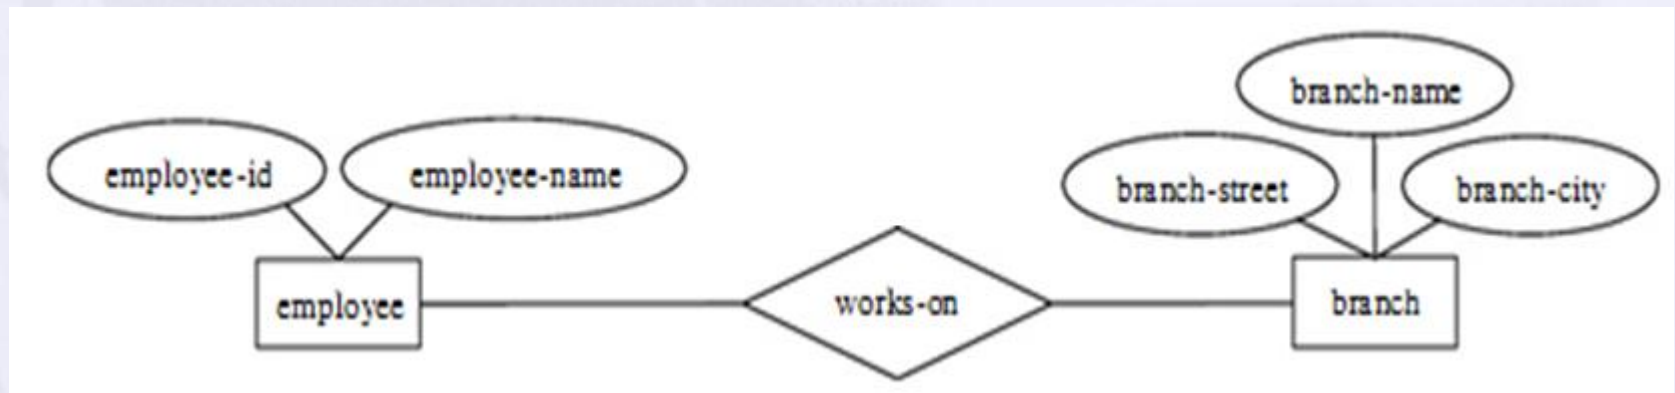 branch-name
employee-id
employee-name
branch-street
branch-city
employee
works-on
branch